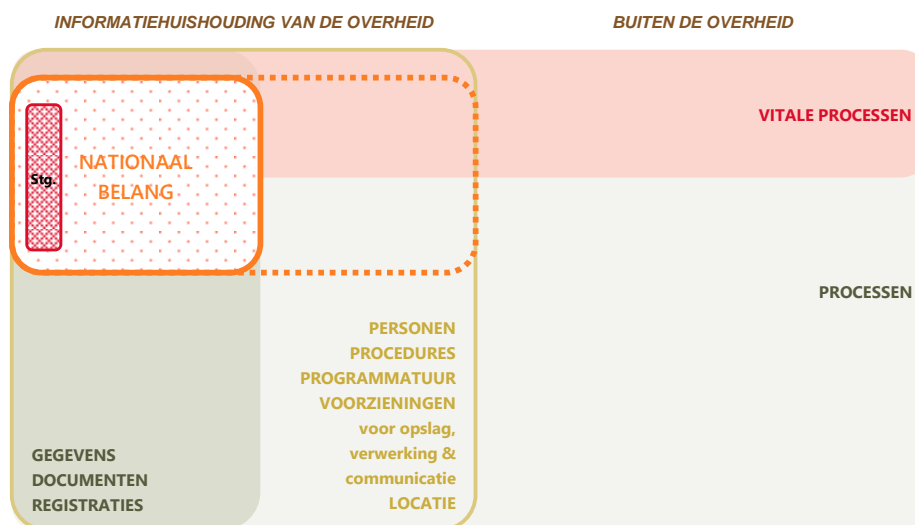 INFORMATIEHUISHOUDING VAN DE OVERHEID
BUITEN DE OVERHEID
VITALE PROCESSEN
NATIONAAL
BELANG
Stg.
PROCESSEN
PERSONEN
PROCEDURES
PROGRAMMATUUR
VOORZIENINGEN
voor opslag,
verwerking &
communicatie
LOCATIE
GEGEVENS
DOCUMENTEN
REGISTRATIES